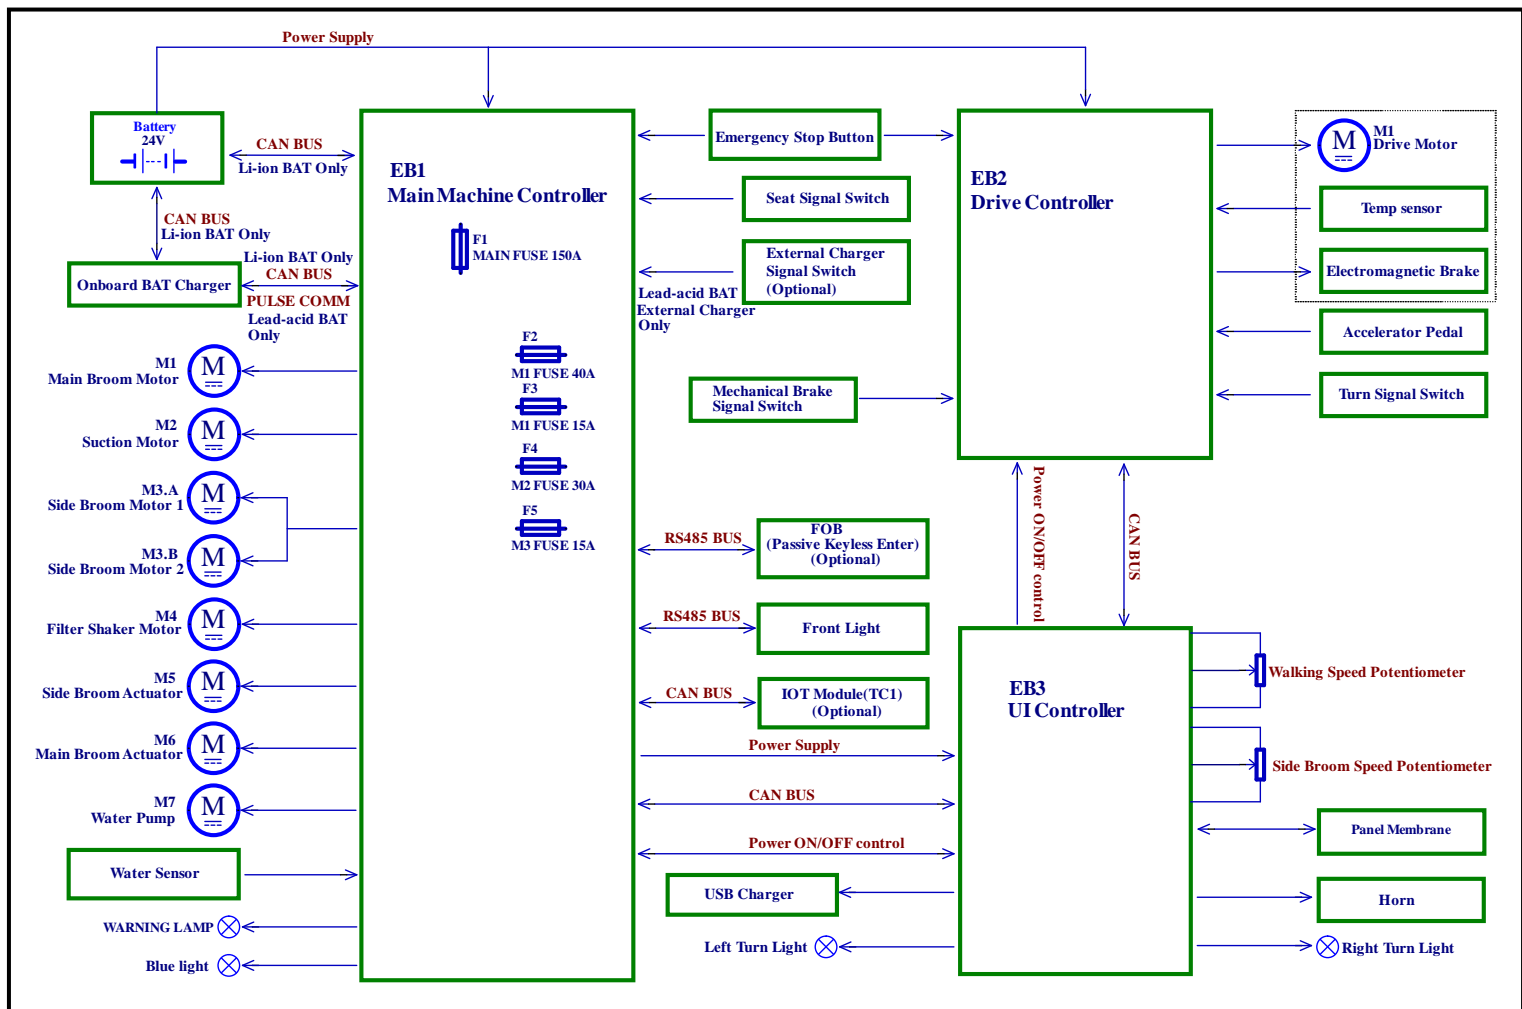 Power Supply
Battery
24V
CAN BUS
Li-ion BAT Only
CAN BUS
Li-ion BAT Only
Onboard BAT Charger
Li-ion BAT Only
CAN BUS
PULSE COMM
Lead-acid BAT
Only
M1
Main Broom Motor
M
M2
Suction Motor
M
M3.A
Side Broom Motor 1
M
M3.B
Side Broom Motor 2
M
M4
Filter Shaker Motor
M
M5
Side Broom Actuator
M
M6
Main Broom Actuator
M
M7
Water Pump
M
Water Sensor
WARNING LAMP
Blue light
EB1
Main Machine Controller
F1
MAIN FUSE 150A
F2
M1 FUSE 40A
F3
M1 FUSE 15A
F4
M2 FUSE 30A
F5
M3 FUSE 15A
Emergency Stop Button
Seat Signal Switch
External Charger
Signal Switch
(Optional)
Lead-acid BAT
External Charger
Only
Mechanical Brake
Signal Switch
RS485 BUS
FOB
(Passive Keyless Enter)
(Optional)
RS485 BUS
Front Light
CAN BUS
IOT Module(TC1)
(Optional)
Power Supply
CAN BUS
Power ON/OFF control
USB Charger
Left Turn Light
EB2
Drive Controller
Power ON/OFF control
CAN BUS
EB3
UI Controller
M
M1
Drive Motor
Temp sensor
Electromagnetic Brake
Accelerator Pedal
Turn Signal Switch
Walking Speed Potentiometer
Side Broom Speed Potentiometer
Panel Membrane
Horn
Right Turn Light